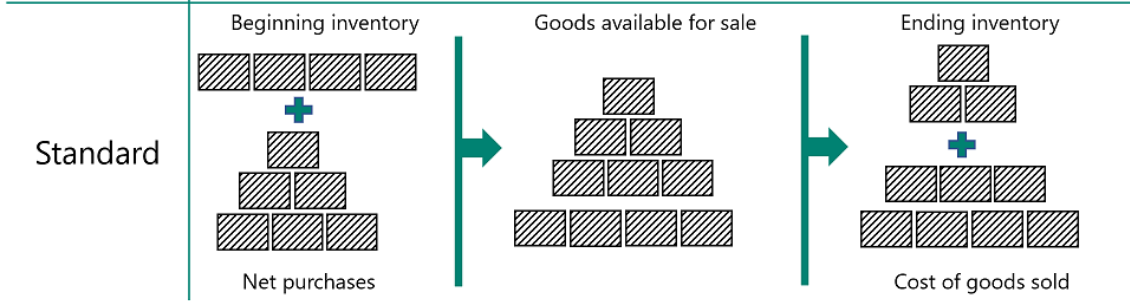 Beginning inventory
Goods available for sale
Ending inventory
Standard
Net purchases
Cost of goods sold